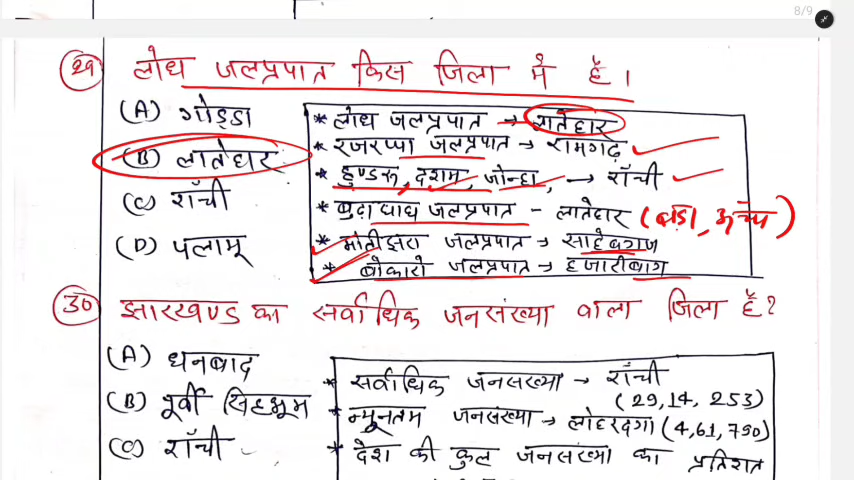 8/9
29 लोध जलप्रपात किस जिला में है।
(A) गोड्डा
(B) लातेहार
(C) राँची
(D) पलामू
* लोध जलप्रपात → लातेहार
* रजरप्पा जलप्रपात → रामगढ़
* हुण्डरू, दशम, जोन्हा, → राँची
* बुढ़ा घाघ जलप्रपात - लातेहार
* मोतीझरा जलप्रपात → साहेबगंज
* बोकारो जलप्रपात → हजारीबाग
30 झारखण्ड का सर्वाधिक जनसंख्या वाला जिला है?
(A) धनबाद
(B) पूर्वी सिंहभूम
(C) राँची
* सर्वाधिक जनसंख्या → राँची
(29,14,253)
* न्यूनतम जनसंख्या → लोहरदगा (4,61,790)
* देश की कुल जनसंख्या का प्रतिशत